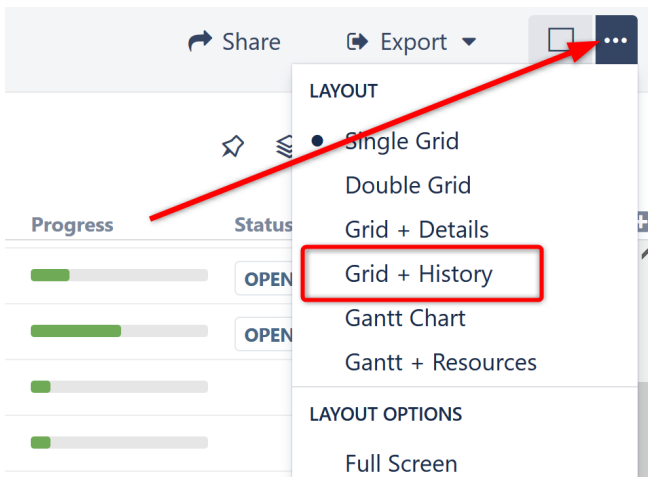 Share
Export
LAYOUT
Single Grid
Double Grid
Progress
Status
Grid + Details
OPEN
Grid + History
Gantt Chart
OPEN
Gantt + Resources
LAYOUT OPTIONS
Full Screen